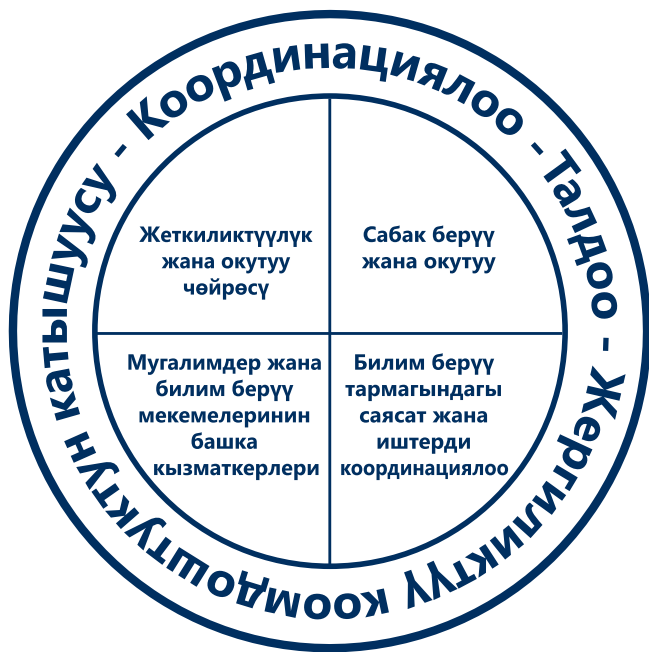 Координациялоо - Талдоо - Жергиликтүү коомдоштуктун катышуусу -
Жеткиликтүүлүк
жана окутуу
чөйрөсү
Сабак берүү
жана окутуу
Мугалимдер жана
билим берүү
мекемелеринин
башка
кызматкерлери
Билим берүү
тармагындагы
саясат жана
иштерди
координациялоо